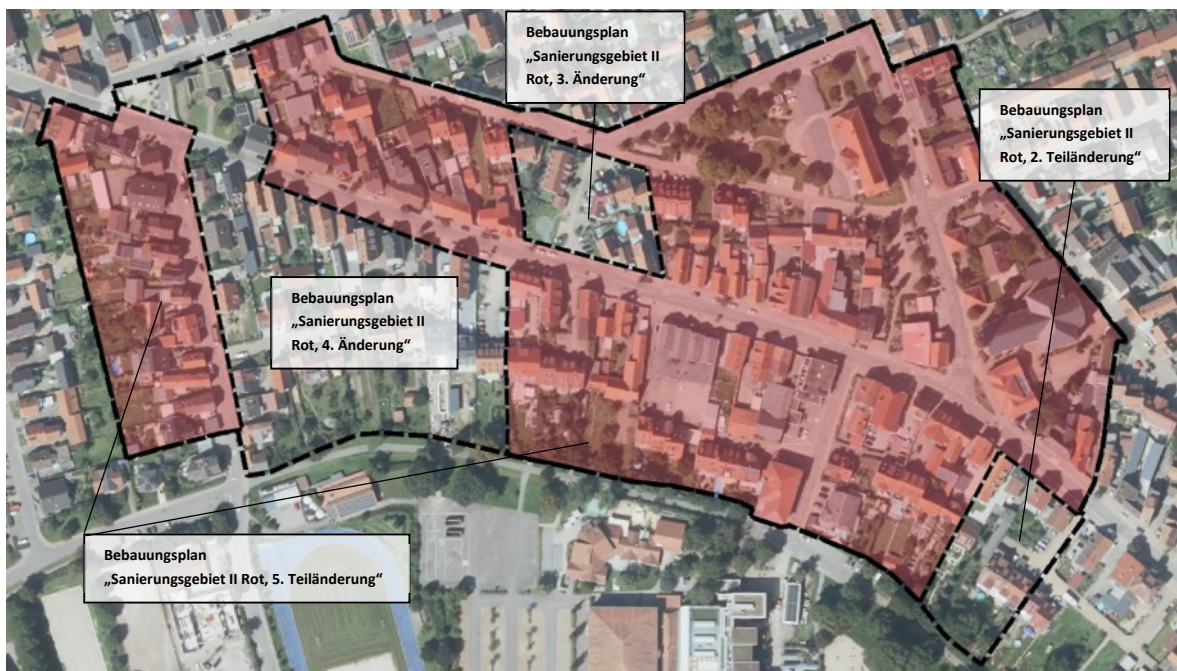 Bebauungsplan
„Sanierungsgebiet II
Rot, 3. Änderung“
Bebauungsplan
„Sanierungsgebiet II
Rot, 2. Teiländerung“
Bebauungsplan
„Sanierungsgebiet II
Rot, 4. Änderung“
Bebauungsplan
„Sanierungsgebiet II Rot, 5. Teiländerung“